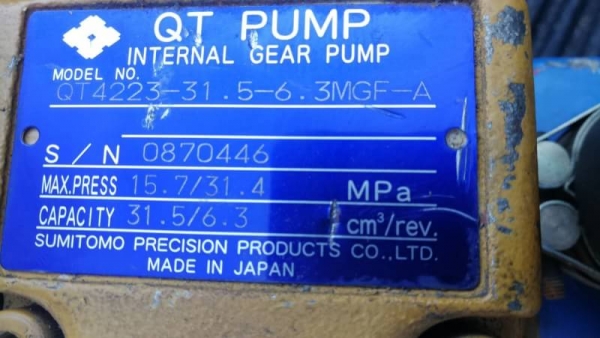 QT PUMP
INTERNAL GEAR PUMP
MODEL NO.
QT4223-31.5-6.3MGF-A
S/N 0870446
MAX.PRESS 15.7/31.4 MPa
CAPACITY 31.5/6.3 cm³/rev.
SUMITOMO PRECISION PRODUCTS CO.,LTD.
MADE IN JAPAN